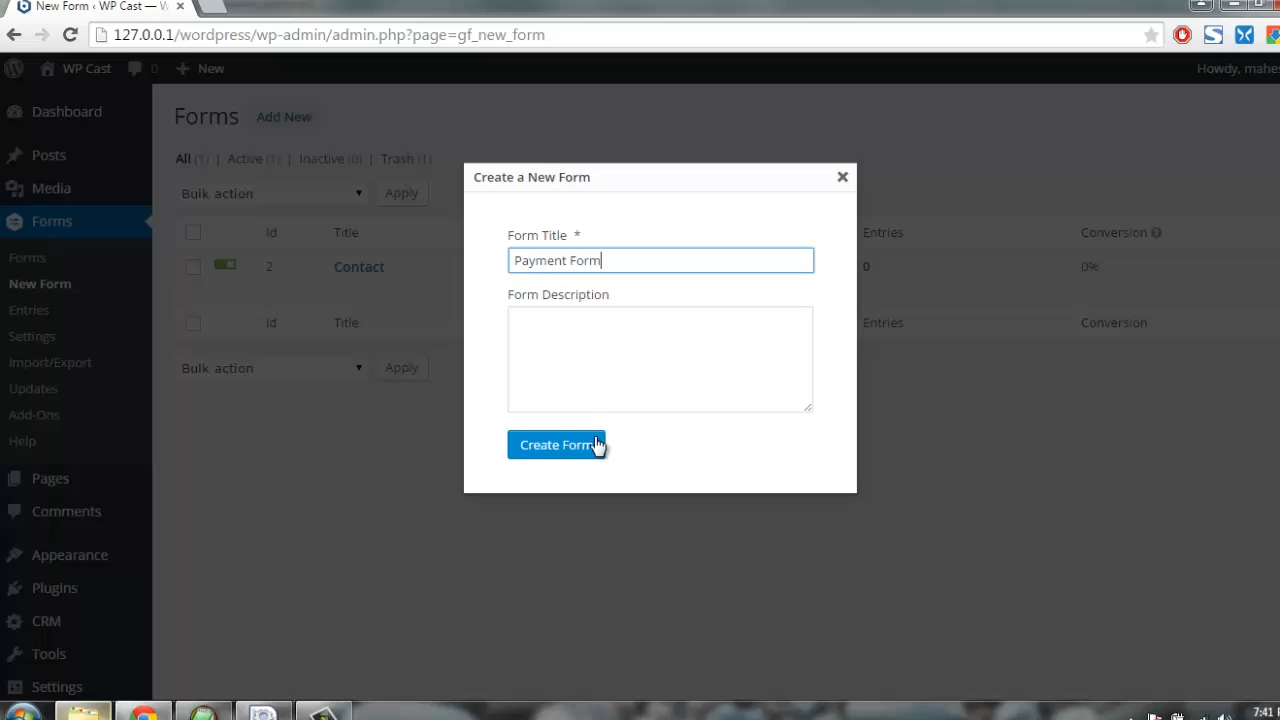 New Form ‹ WP Cast — W
127.0.0.1/wordpress/wp-admin/admin.php?page=gf_new_form
WP Cast 0 New Howdy, mahes
Dashboard
Posts
Media
Forms
Forms
New Form
Entries
Settings
Import/Export
Updates
Add-Ons
Help
Pages
Comments
Appearance
Plugins
CRM
Tools
Settings
Forms Add New
All (1) | Active (1) | Inactive (0) | Trash (1)
Bulk action Apply
Id Title Entries Conversion
2 Contact 0 0%
Id Title Entries Conversion
Bulk action Apply
Create a New Form
Form Title *
Payment Form
Form Description
Create Form
7:41